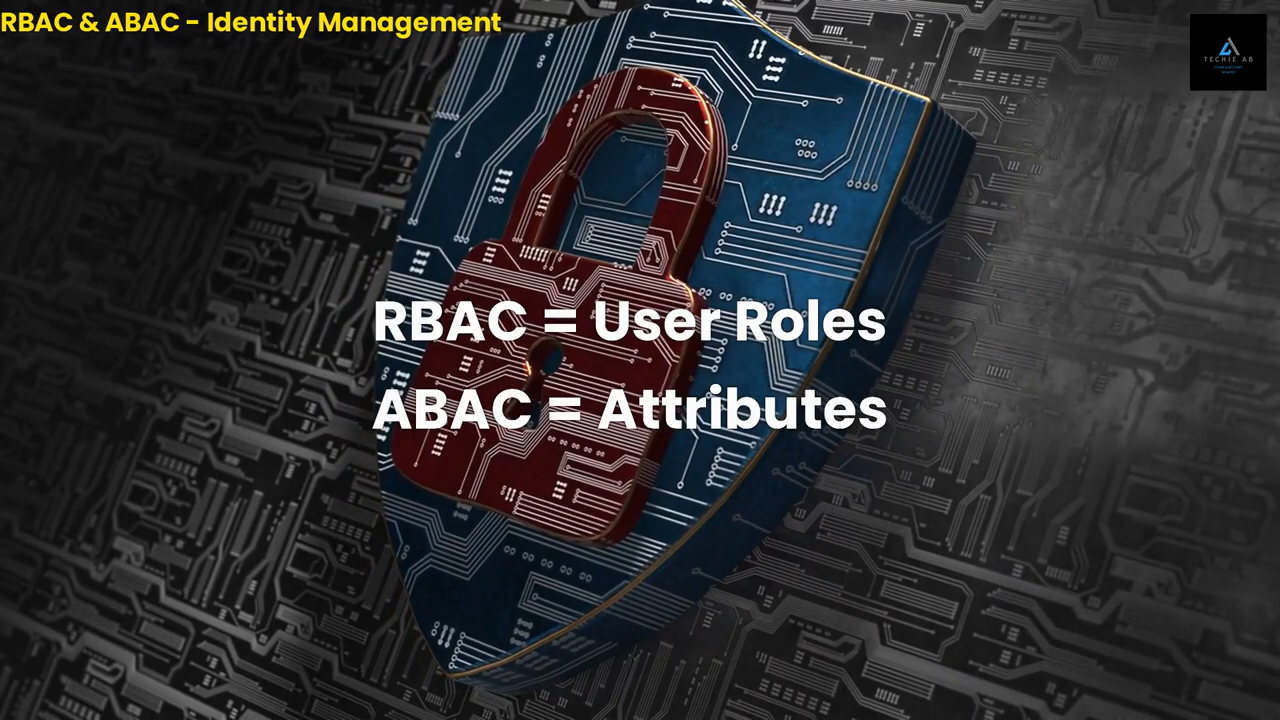 RBAC & ABAC - Identity Management
TECHIE AB
RBAC = User Roles
ABAC = Attributes